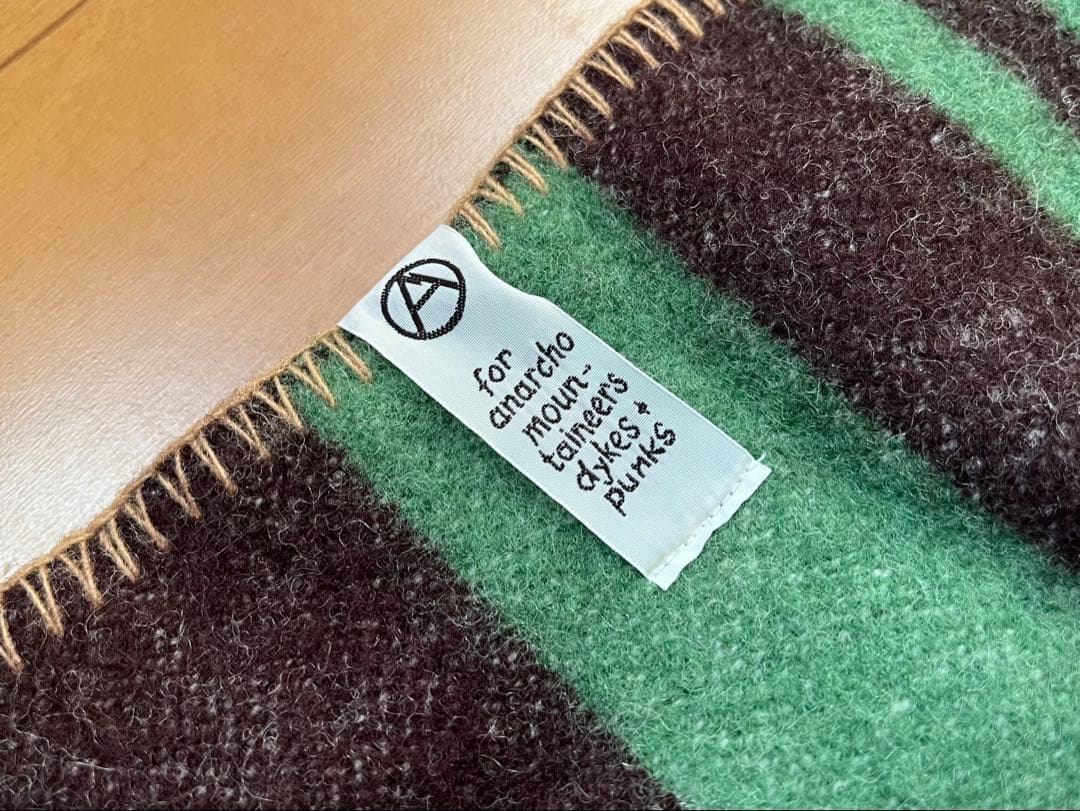 Ⓐ
for
anarcho
moun-
taineers
dykes +
punks